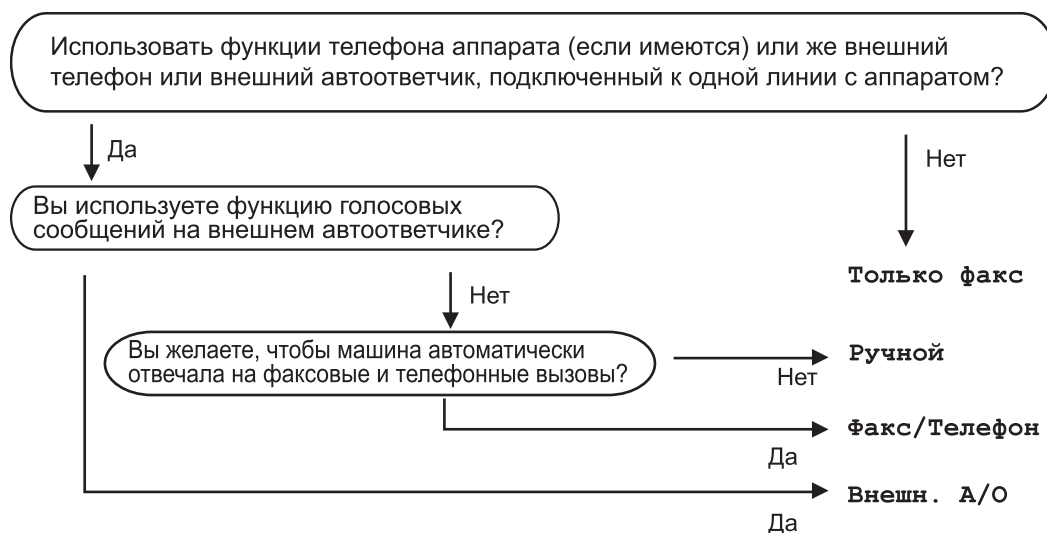 Использовать функции телефона аппарата (если имеются) или же внешний
телефон или внешний автоответчик, подключенный к одной линии с аппаратом?
Да
Нет
Вы используете функцию голосовых
сообщений на внешнем автоответчике?
Только факс
Нет
Вы желаете, чтобы машина автоматически
отвечала на факсовые и телефонные вызовы?
Ручной
Нет
Факс/Телефон
Да
Внешн. А/О
Да